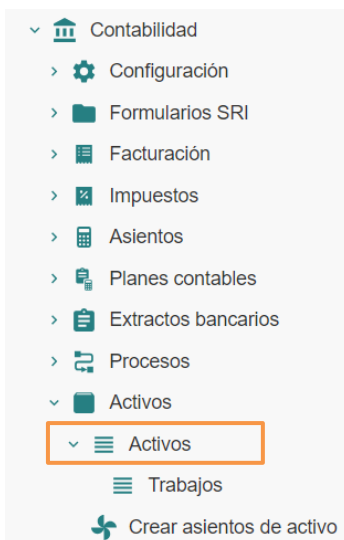 Contabilidad
Configuración
Formularios SRI
Facturación
Impuestos
Asientos
Planes contables
Extractos bancarios
Procesos
Activos
Activos
Trabajos
Crear asientos de activo